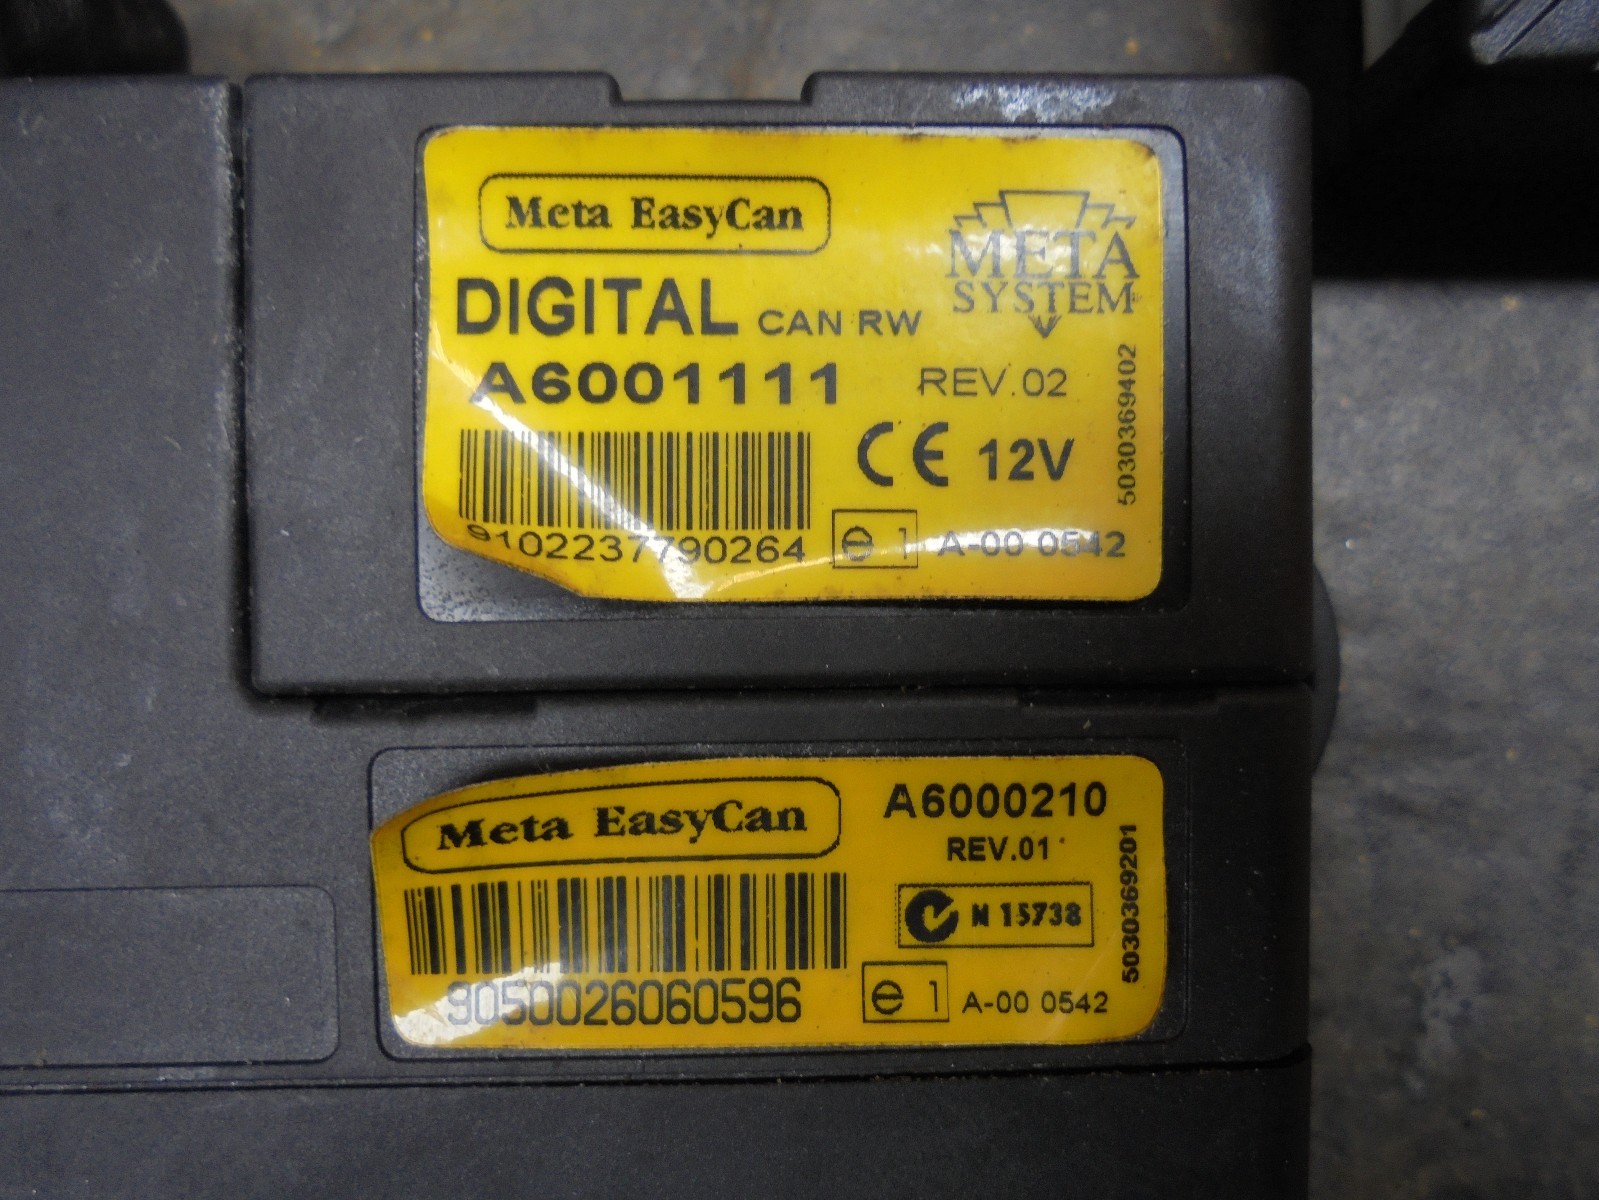 Meta EasyCan
META
SYSTEM
DIGITAL CAN RW
A6001111 REV.02
CE 12V
5030369402
9102237790264
e 1 A-00 0542
Meta EasyCan
A6000210
REV.01
N 15738
5030369201
9050026060596
e 1 A-00 0542